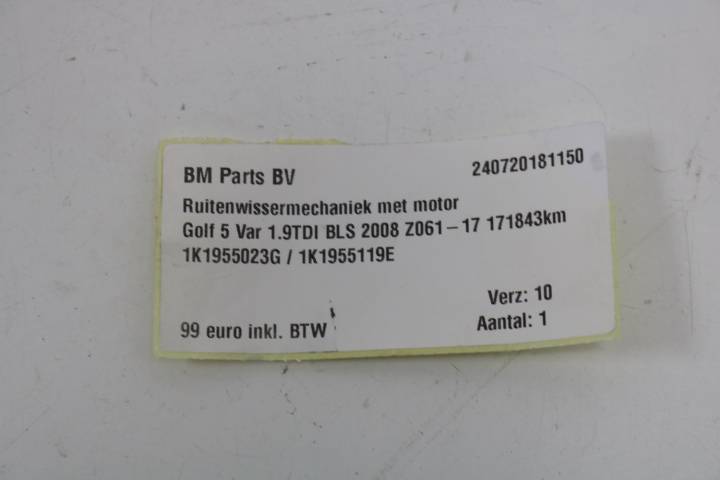 BM Parts BV 240720181150
Ruitenwissermechaniek met motor
Golf 5 Var 1.9TDI BLS 2008 Z061-17 171843km
1K1955023G / 1K1955119E
Verz: 10
99 euro inkl. BTW Aantal: 1